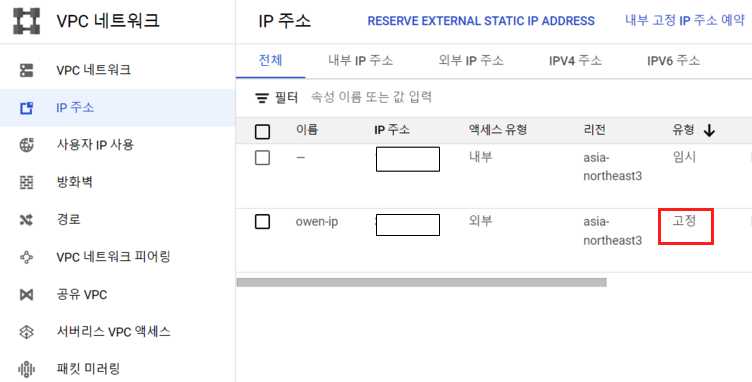 VPC 네트워크
IP 주소
RESERVE EXTERNAL STATIC IP ADDRESS
내부 고정 IP 주소 예약
VPC 네트워크
IP 주소
사용자 IP 사용
방화벽
경로
VPC 네트워크 피어링
공유 VPC
서버리스 VPC 액세스
패킷 미러링
전체
내부 IP 주소
외부 IP 주소
IPV4 주소
IPV6 주소
필터 속성 이름 또는 값 입력
이름 IP 주소 액세스 유형 리전 유형
– 내부 asia-northeast3 임시
owen-ip 외부 asia-northeast3 고정